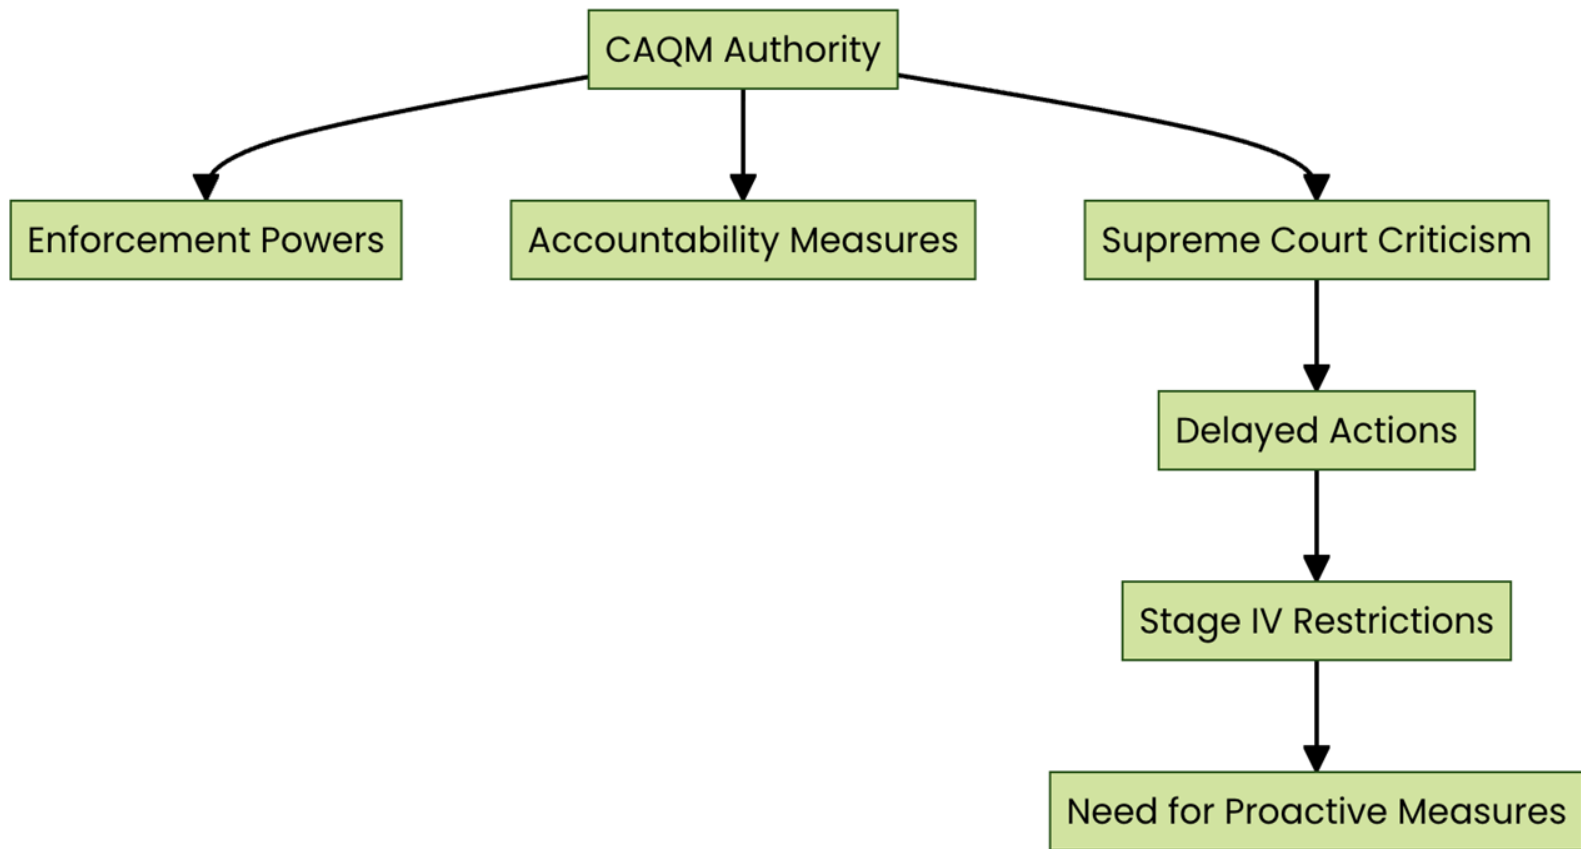 CAQM Authority
Enforcement Powers
Accountability Measures
Supreme Court Criticism
Delayed Actions
Stage IV Restrictions
Need for Proactive Measures